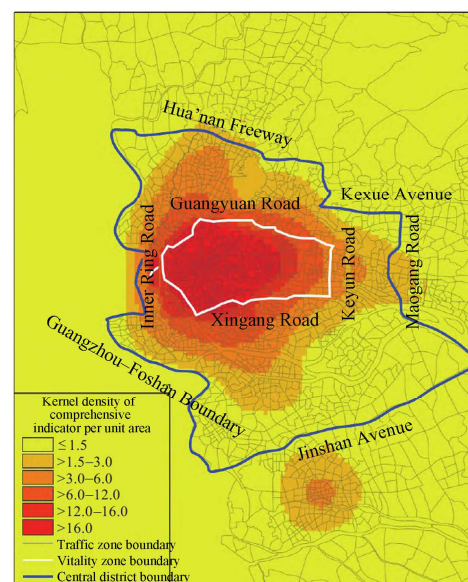 Hua'nan Freeway
Kexue Avenue
Guangyuan Road
Inner Ring Road
Keyun Road
Maogang Road
Xingang Road
Guangzhou–Foshan Boundary
Jinshan Avenue
Kernel density of
comprehensive
indicator per unit area
≤1.5
>1.5–3.0
>3.0–6.0
>6.0–12.0
>12.0–16.0
>16.0
Traffic zone boundary
Vitality zone boundary
Central district boundary